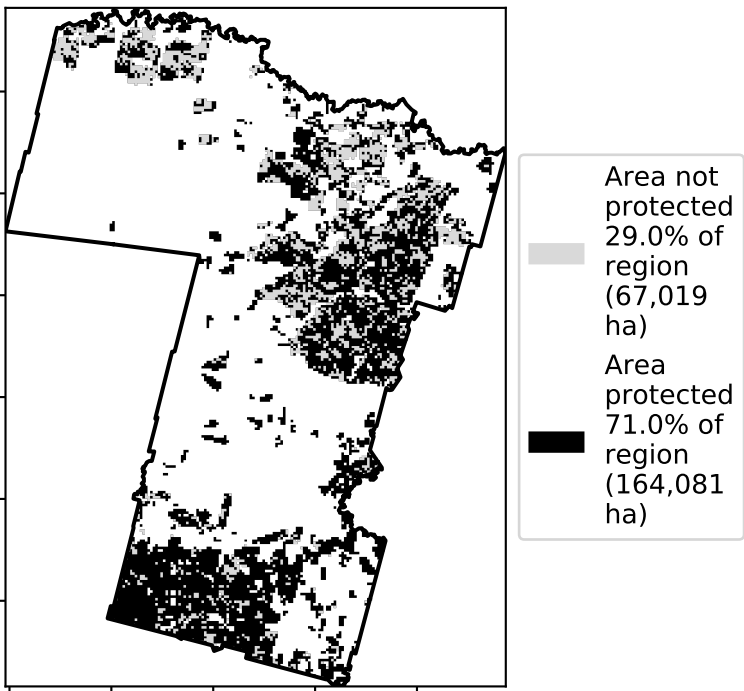 Area not
protected
29.0% of
region
(67,019
ha)
Area
protected
71.0% of
region
(164,081
ha)